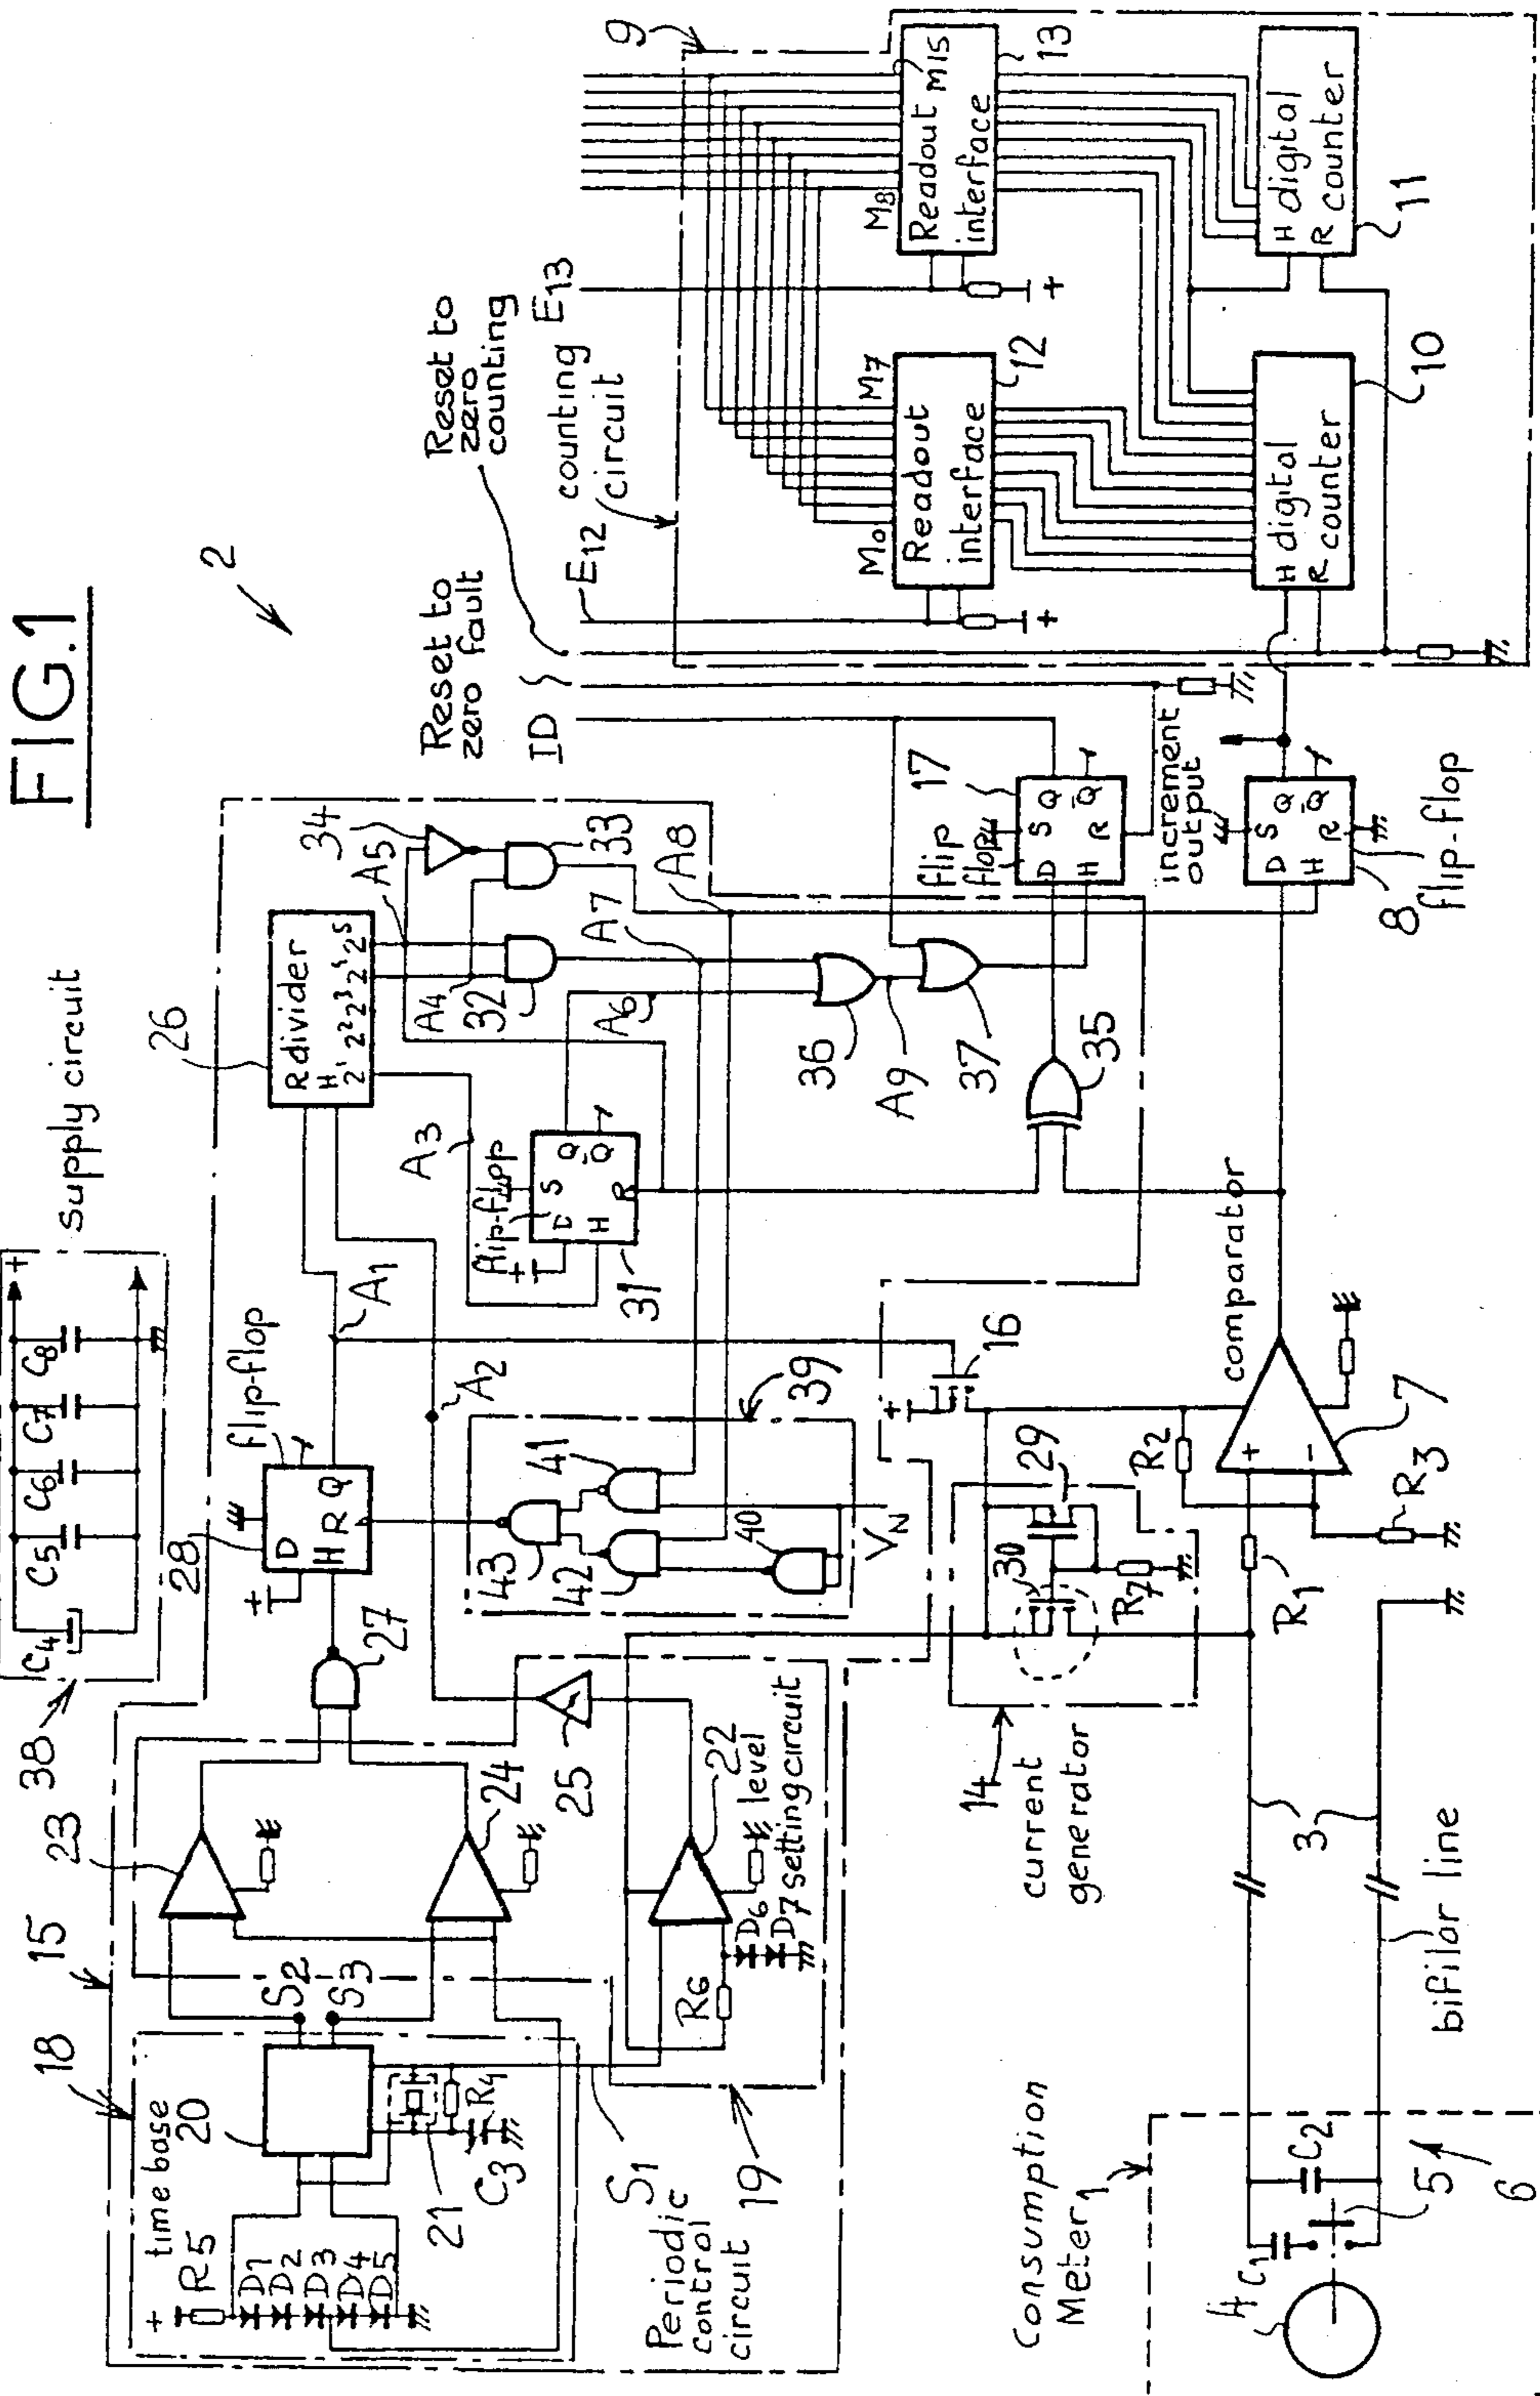 FIG.1
2
38
C4
C5
C6
C7
C8
+
supply circuit
15
18
time base
20
+
R5
D1
D2
D3
D4
D5
21
R4
C3
S1
S2
S3
23
24
25
22
level
setting circuit
D6
D7
R6
19
Periodic
control
circuit
27
28
flip-flop
+
D
H
R
Q
A1
A2
26
R divider
H
2¹ 2² 2³ 2⁴ 2⁵
A3
A4
A5
34
33
32
flip-flop
+
D
S
H
R
Q
Q̄
31
A6
A7
A8
36
A9
37
35
39
41
42
43
40
VN
+
16
14
current
generator
29
30
R7
R1
R2
R3
comparator
+
-
7
3
bifilar line
Consumption
Meter 1
4
C1
C2
5
6
flip
flop
D
S
H
R
Q
Q̄
17
increment
output
D
S
H
R
Q
Q̄
8
flip-flop
ID
Reset to
zero fault
Reset to
zero
counting
E12
counting
circuit
E13
9
M0
M7
Readout
interface
12
+
M8
M15
Readout
interface
13
+
H digital
R counter
10
H digital
R counter
11